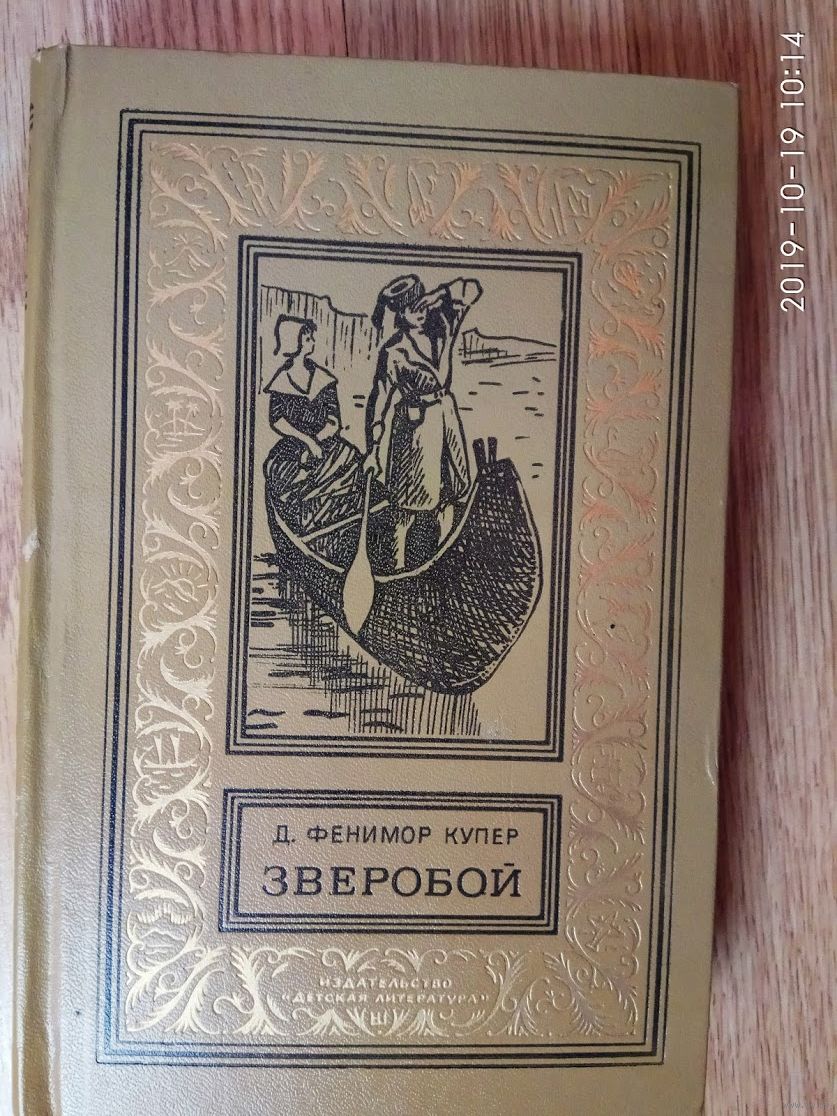 Д. ФЕНИМОР КУПЕР
ЗВЕРОБОЙ
ИЗДАТЕЛЬСТВО
"ДЕТСКАЯ ЛИТЕРАТУРА"
2019-10-19 10:14